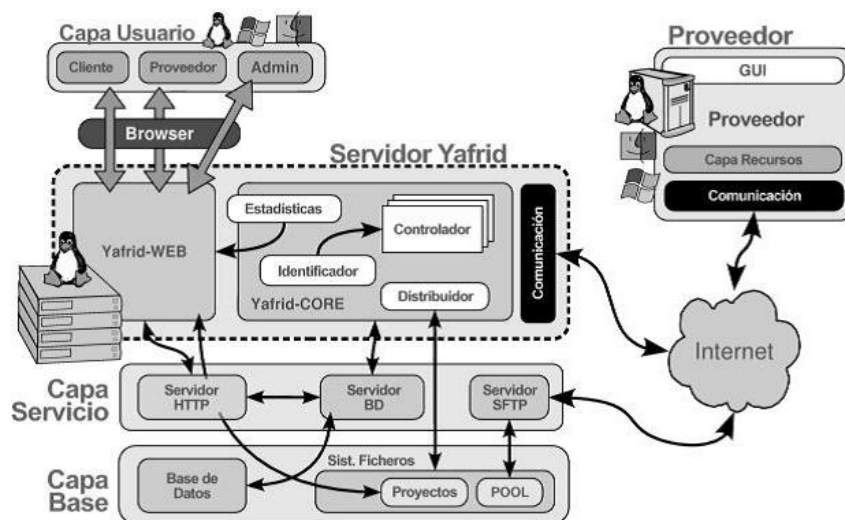 Capa Usuario
Cliente
Proveedor
Admin
Browser
Servidor Yafrid
Yafrid-WEB
Estadísticas
Controlador
Identificador
Yafrid-CORE
Distribuidor
Comunicación
Proveedor
GUI
Proveedor
Capa Recursos
Comunicación
Internet
Capa
Servicio
Servidor
HTTP
Servidor
BD
Servidor
SFTP
Capa
Base
Base de
Datos
Sist. Ficheros
Proyectos
POOL